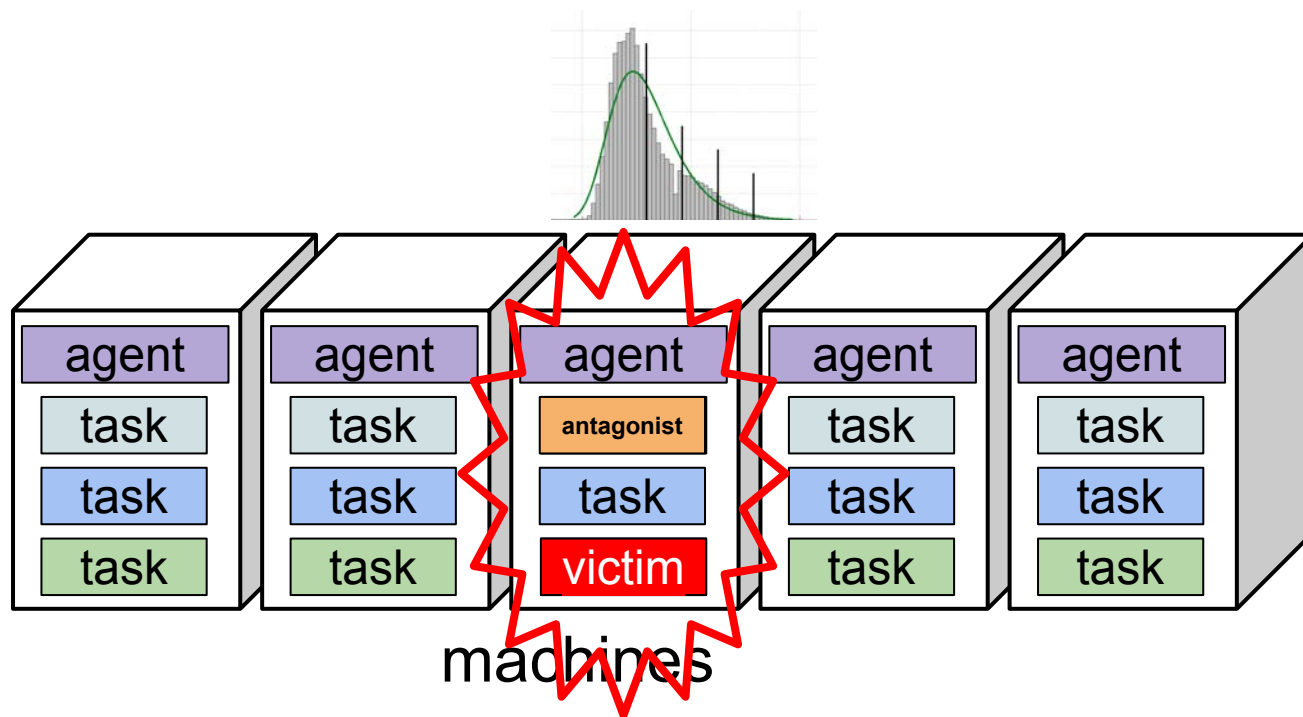 agent agent agent agent agent
task task antagonist task task
task task task task task
task task victim task task
machines